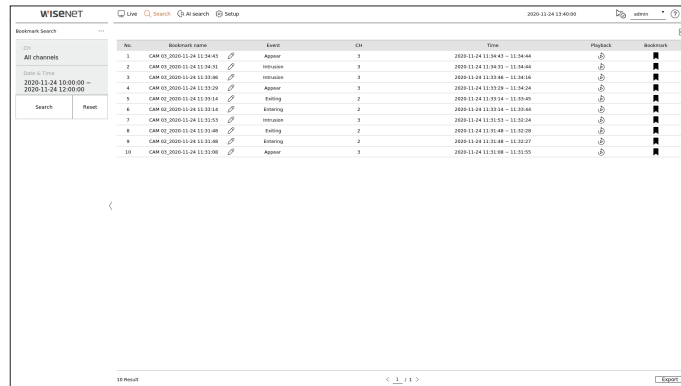 WISENET
Live Search AI search Setup 2020-11-24 13:40:00 admin
Bookmark Search ...
CH
All channels
Date & Time
2020-11-24 10:00:00 ~
2020-11-24 12:00:00
Search Reset
No. Bookmark name Event CH Time Playback Bookmark
1 CAM 03_2020-11-24 11:34:43 Appear 3 2020-11-24 11:34:43 ~ 11:34:44
2 CAM 03_2020-11-24 11:34:31 Intrusion 3 2020-11-24 11:34:31 ~ 11:34:44
3 CAM 03_2020-11-24 11:33:46 Intrusion 3 2020-11-24 11:33:46 ~ 11:34:16
4 CAM 03_2020-11-24 11:33:29 Appear 3 2020-11-24 11:33:29 ~ 11:34:24
5 CAM 02_2020-11-24 11:33:14 Exiting 2 2020-11-24 11:33:14 ~ 11:33:45
6 CAM 02_2020-11-24 11:33:14 Entering 2 2020-11-24 11:33:14 ~ 11:33:44
7 CAM 03_2020-11-24 11:31:53 Intrusion 3 2020-11-24 11:31:53 ~ 11:32:24
8 CAM 02_2020-11-24 11:31:48 Exiting 2 2020-11-24 11:31:48 ~ 11:32:28
9 CAM 02_2020-11-24 11:31:48 Entering 2 2020-11-24 11:31:48 ~ 11:32:27
10 CAM 03_2020-11-24 11:31:08 Appear 3 2020-11-24 11:31:08 ~ 11:31:55
10 Result < 1 / 1 > Export